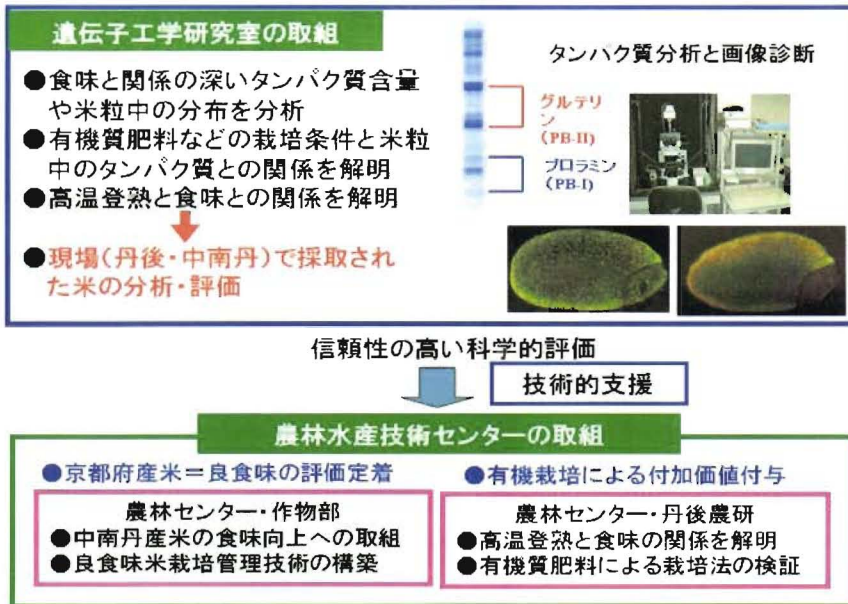 遺伝子工学研究室の取組
●食味と関係の深いタンパク質含量
や米粒中の分布を分析
●有機質肥料などの栽培条件と米粒
中のタンパク質との関係を解明
●高温登熟と食味との関係を解明
●現場(丹後・中南丹)で採取され
た米の分析・評価
タンパク質分析と画像診断
グルテリ
ン
(PB-II)
プロラミン
(PB-I)
信頼性の高い科学的評価
技術的支援
農林水産技術センターの取組
●京都府産米＝良食味の評価定着
農林センター・作物部
●中南丹産米の食味向上への取組
●良食味米栽培管理技術の構築
●有機栽培による付加価値付与
農林センター・丹後農研
●高温登熟と食味の関係を解明
●有機質肥料による栽培法の検証